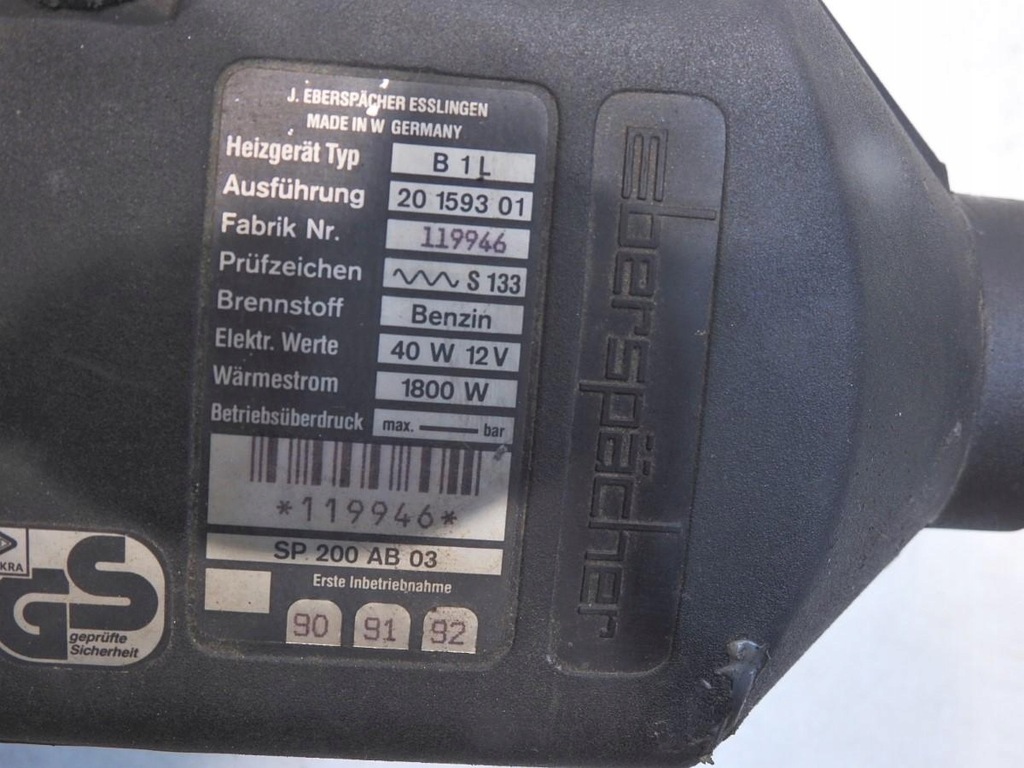 J. EBERSPÄCHER ESSLINGEN
MADE IN W GERMANY
Heizgerät Typ B 1 L
Ausführung 20 1593 01
Fabrik Nr. 119946
Prüfzeichen S 133
Brennstoff Benzin
Elektr. Werte 40 W 12 V
Wärmestrom 1800 W
Betriebsüberdruck max. bar
*119946*
SP 200 AB 03
Erste Inbetriebnahme
90 91 92
Eberspächer
KRA
GS
geprüfte
Sicherheit